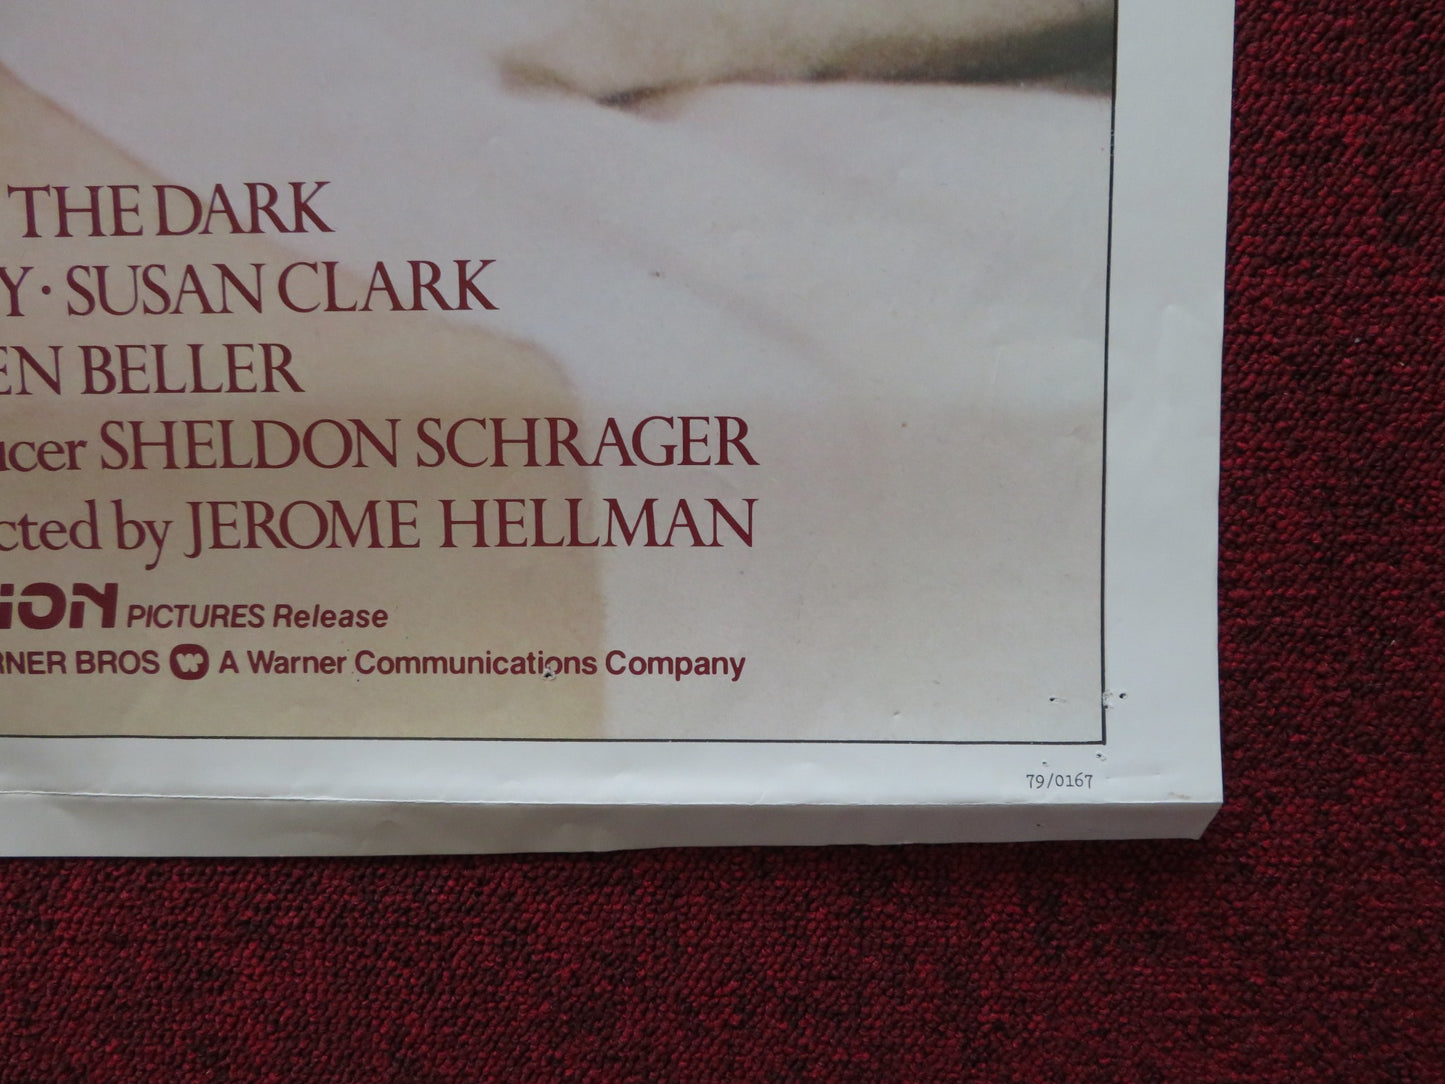 THE DARK
Y · SUSAN CLARK
EN BELLER
ucer SHELDON SCHRAGER
cted by JEROME HELLMAN
ION PICTURES Release
RNER BROS A Warner Communications Company
79/0167